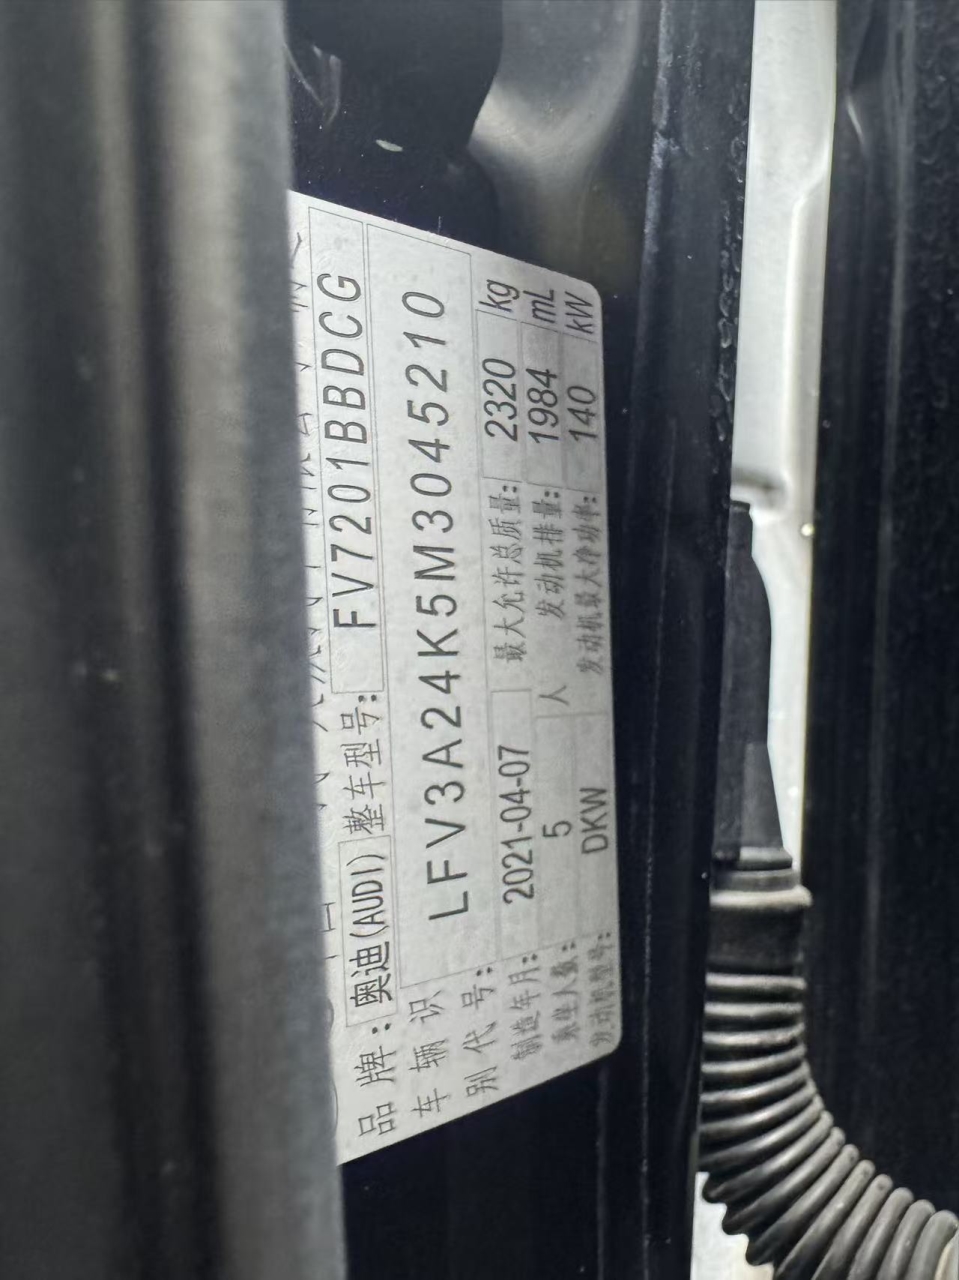 品牌：奥迪(AUDI) 整车型号：FV7201BBDCG
车辆识别代号：LFV3A24K5M3045210
制造年月：2021-04-07 最大允许总质量：2320 kg
乘坐人数：5 人 发动机排量：1984 mL
发动机型号：DKW 发动机最大净功率：140 kW